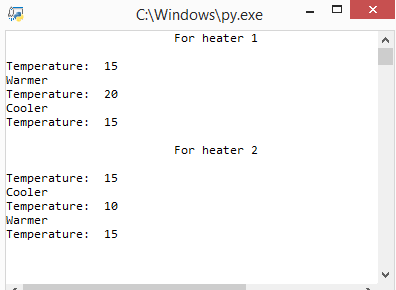 C:\Windows\py.exe
For heater 1
Temperature:  15
Warmer
Temperature:  20
Cooler
Temperature:  15
For heater 2
Temperature:  15
Cooler
Temperature:  10
Warmer
Temperature:  15